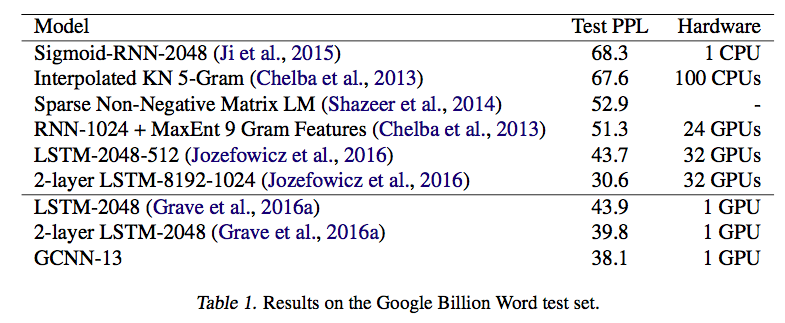 Model Test PPL Hardware
Sigmoid-RNN-2048 (Ji et al., 2015) 68.3 1 CPU
Interpolated KN 5-Gram (Chelba et al., 2013) 67.6 100 CPUs
Sparse Non-Negative Matrix LM (Shazeer et al., 2014) 52.9 -
RNN-1024 + MaxEnt 9 Gram Features (Chelba et al., 2013) 51.3 24 GPUs
LSTM-2048-512 (Jozefowicz et al., 2016) 43.7 32 GPUs
2-layer LSTM-8192-1024 (Jozefowicz et al., 2016) 30.6 32 GPUs
LSTM-2048 (Grave et al., 2016a) 43.9 1 GPU
2-layer LSTM-2048 (Grave et al., 2016a) 39.8 1 GPU
GCNN-13 38.1 1 GPU
Table 1. Results on the Google Billion Word test set.